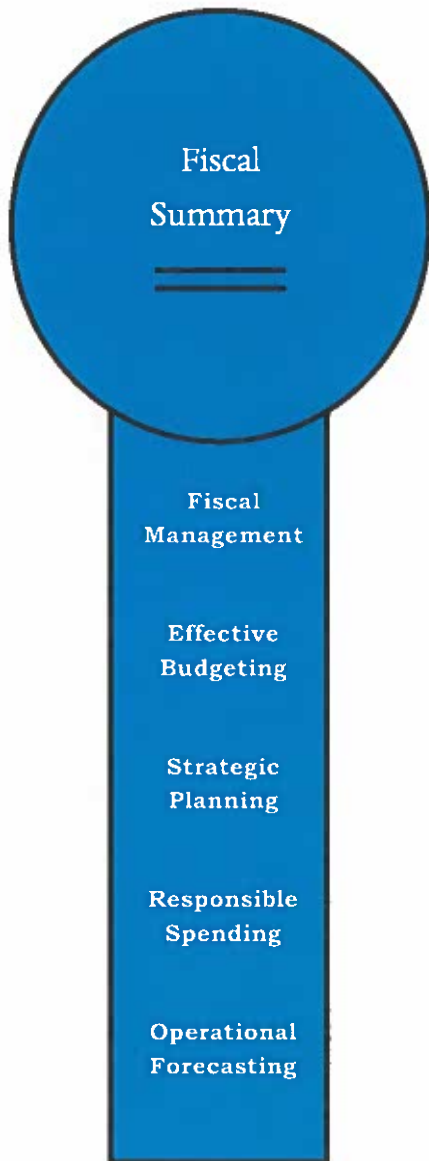 Fiscal
Summary
Fiscal
Management
Effective
Budgeting
Strategic
Planning
Responsible
Spending
Operational
Forecasting